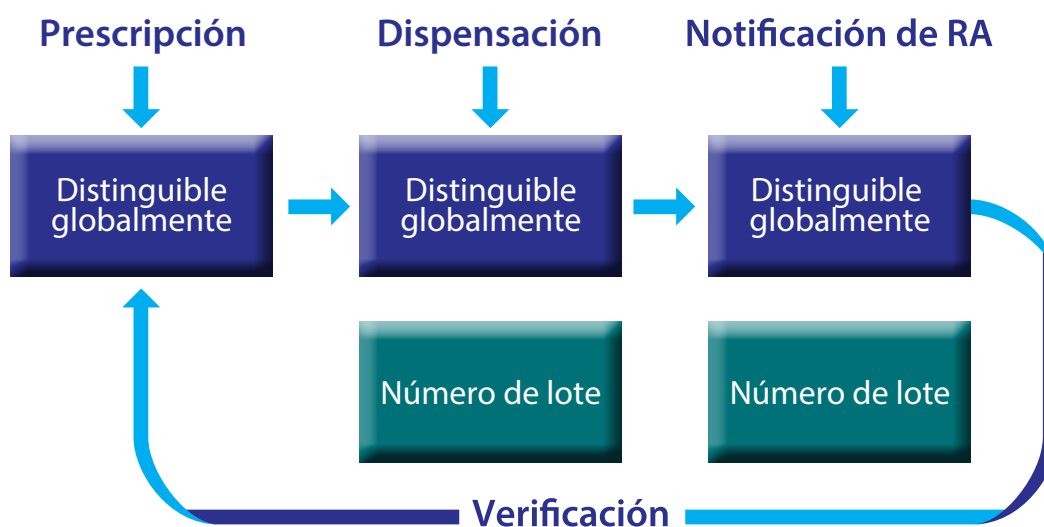 Prescripción
Dispensación
Notificación de RA
Distinguible
globalmente
Distinguible
globalmente
Distinguible
globalmente
Número de lote
Número de lote
Verificación